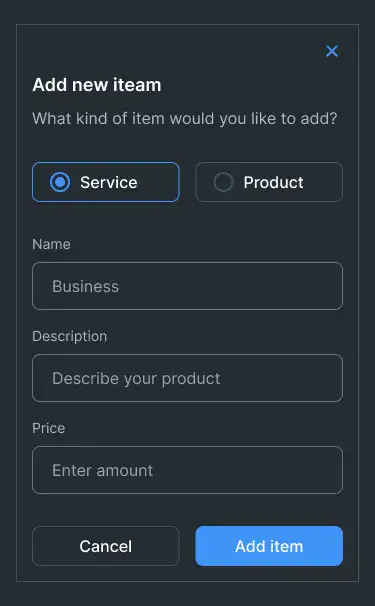 Add new iteam
What kind of item would you like to add?
Service
Product
Name
Business
Description
Describe your product
Price
Enter amount
Cancel
Add item